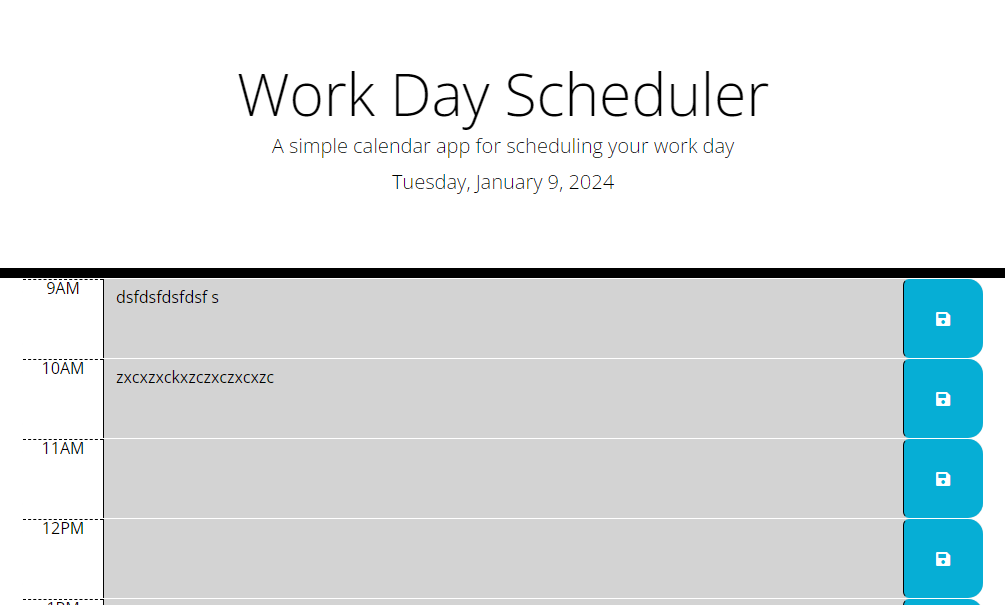 Work Day Scheduler
A simple calendar app for scheduling your work day
Tuesday, January 9, 2024
9AM
dsfdsfdsfdsf s
10AM
zxcxzxckxzczxczxcxzc
11AM
12PM
1PM